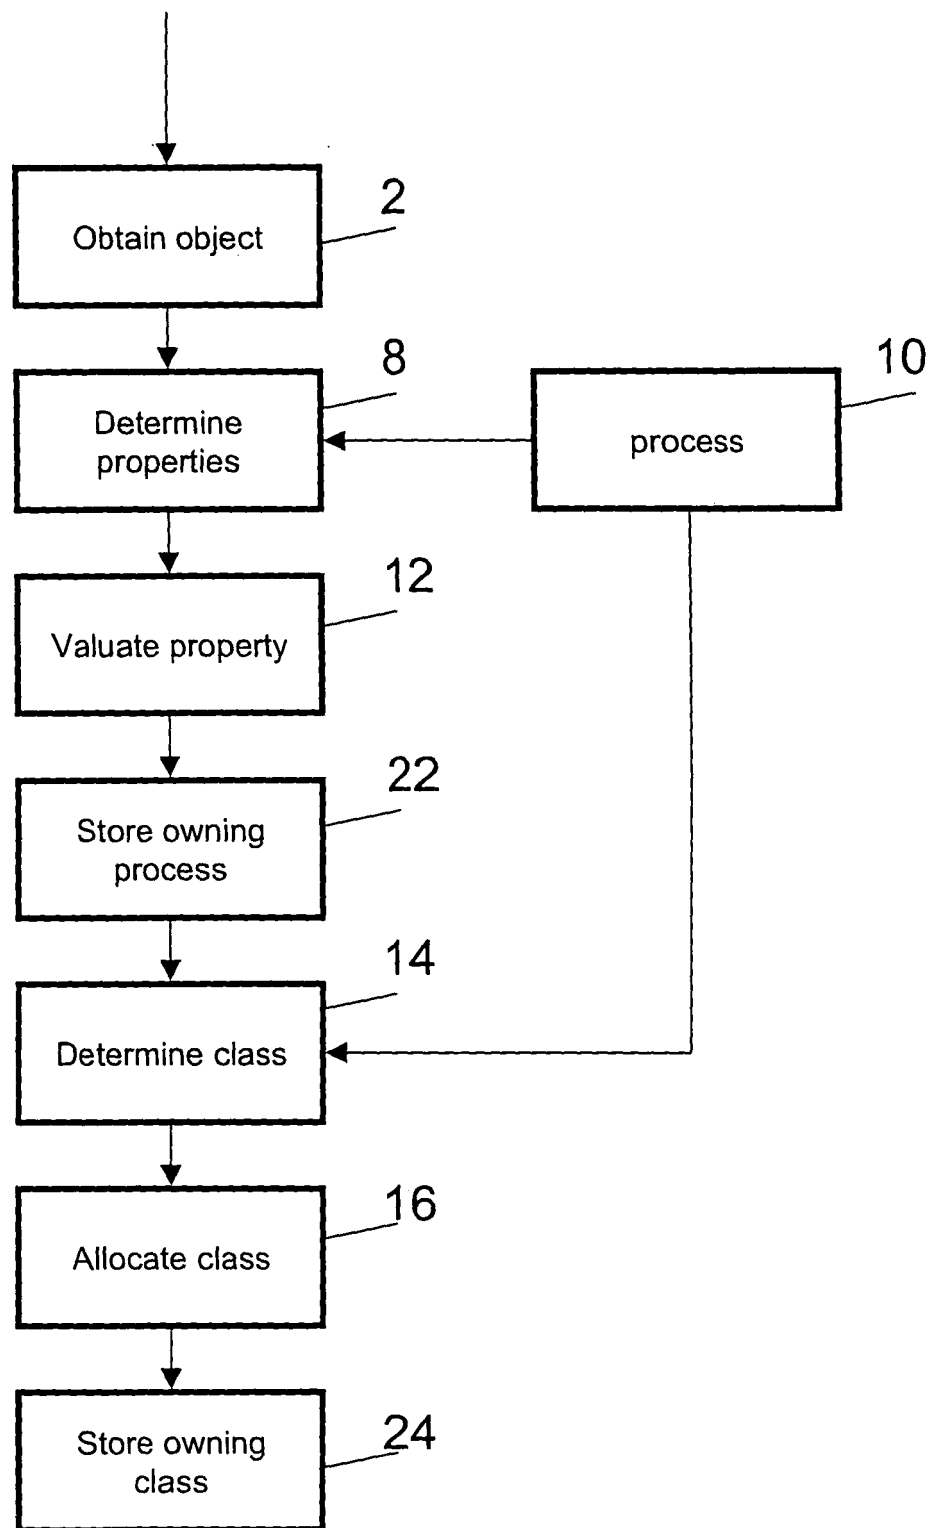 2
Obtain object
8
10
Determine
properties
process
12
Valuate property
22
Store owning
process
14
Determine class
16
Allocate class
24
Store owning
class